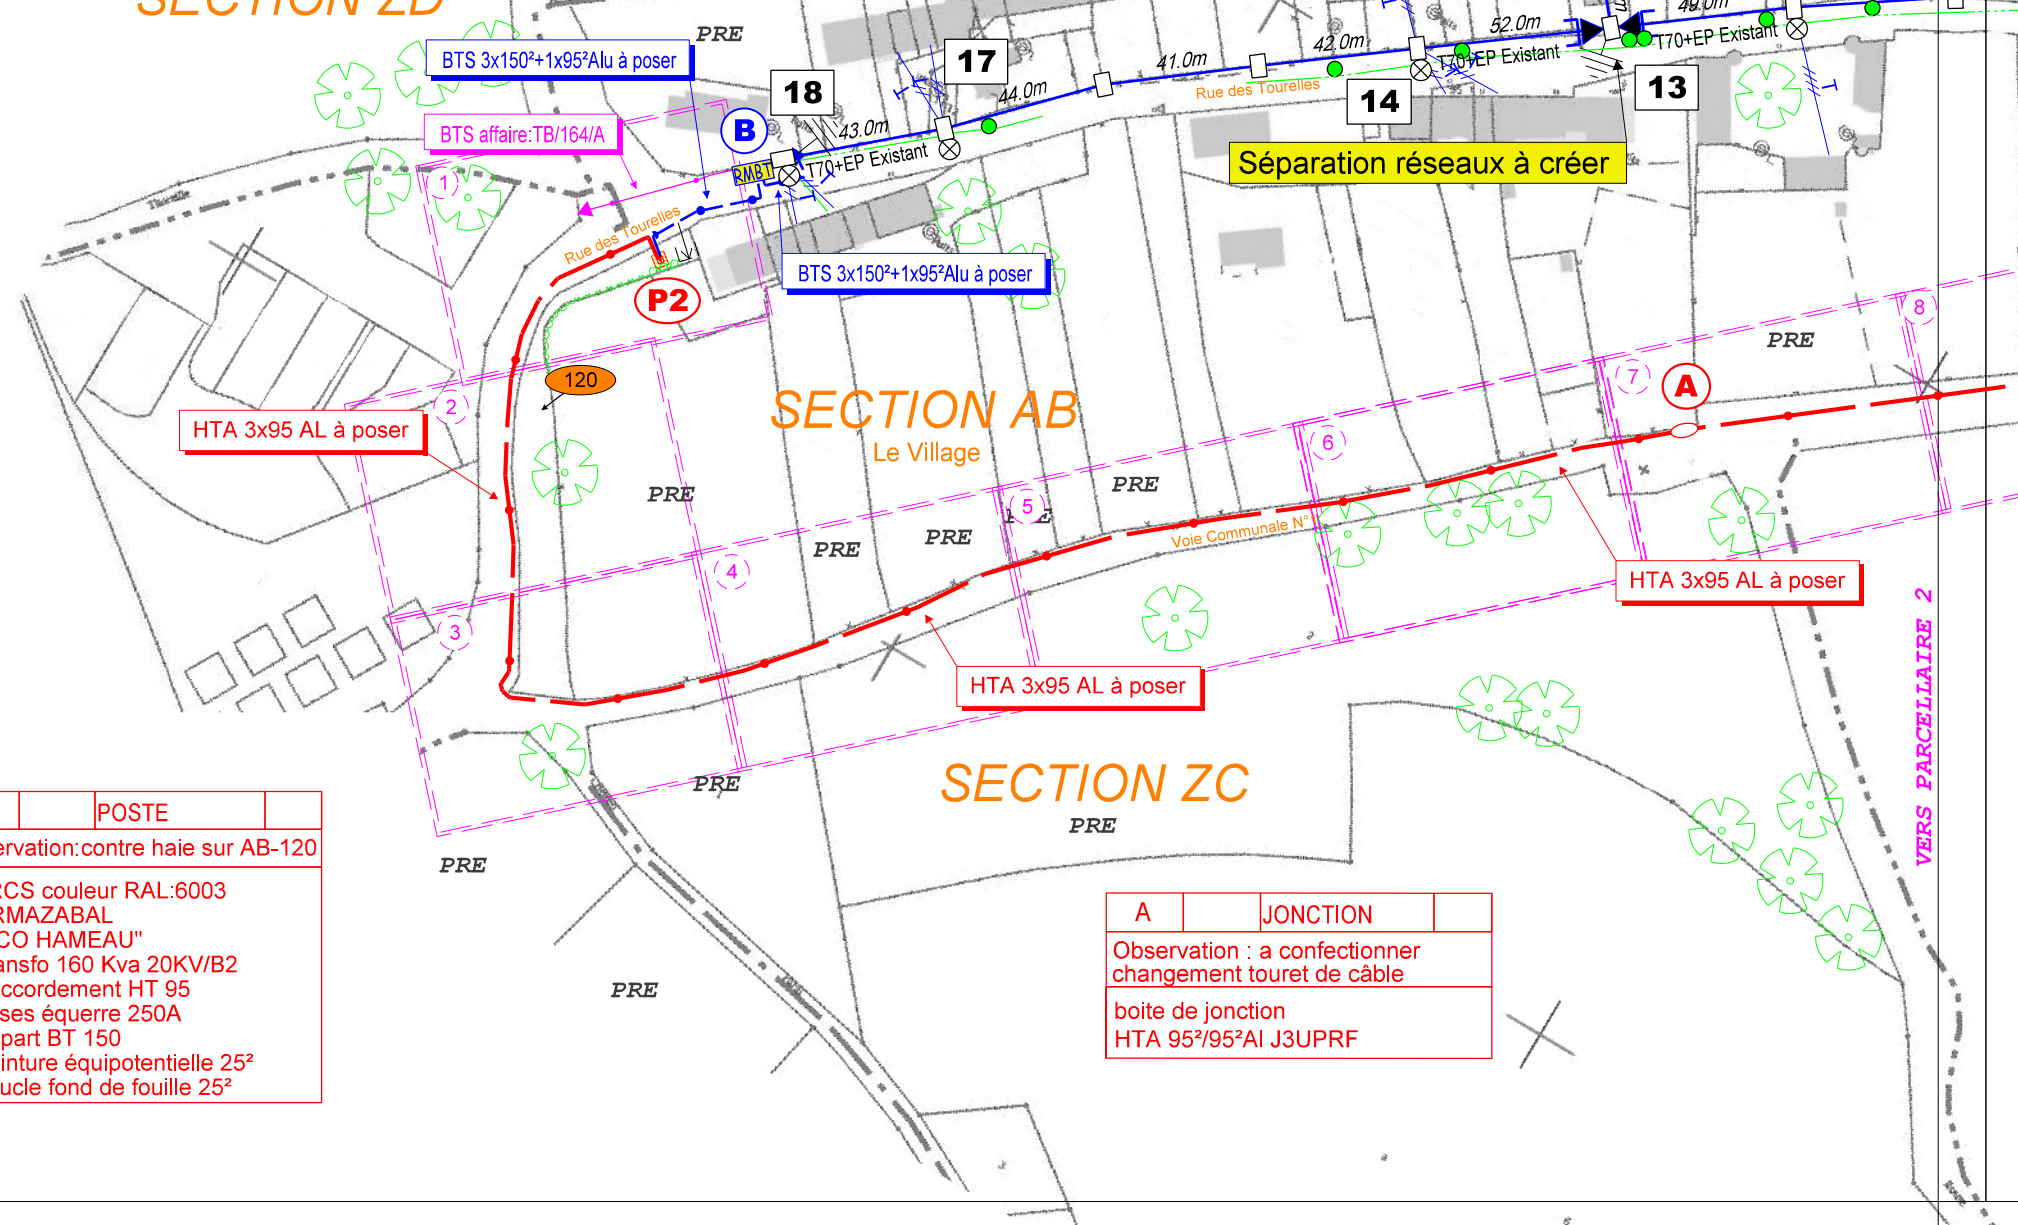 SECTION ZD
PRE
BTS 3x150²+1x95²Alu à poser
BTS affaire:TB/164/A
18
17
B
RMBT
43.0m
44.0m
41.0m
42.0m
52.0m
49.0m
T70+EP Existant
T70+EP Existant
T70+EP Existant
Rue des Tourelles
14
13
Séparation réseaux à créer
1
Rue des Tourelles
BTS 3x150²+1x95²Alu à poser
P2
120
2
HTA 3x95 AL à poser
SECTION AB
Le Village
PRE
8
7
A
6
5
4
3
PRE
PRE
PRE
PRE
PRE
Voie Communale N°
HTA 3x95 AL à poser
HTA 3x95 AL à poser
VERS PARCELLAIRE 2
SECTION ZC
PRE
PRE
PRE
PRE
POSTE
ervation:contre haie sur AB-120
RCS couleur RAL:6003
RMAZABAL
CO HAMEAU"
ansfo 160 Kva 20KV/B2
ccordement HT 95
ses équerre 250A
part BT 150
inture équipotentielle 25²
ucle fond de fouille 25²
A JONCTION
Observation : a confectionner
changement touret de câble
boite de jonction
HTA 95²/95²Al J3UPRF